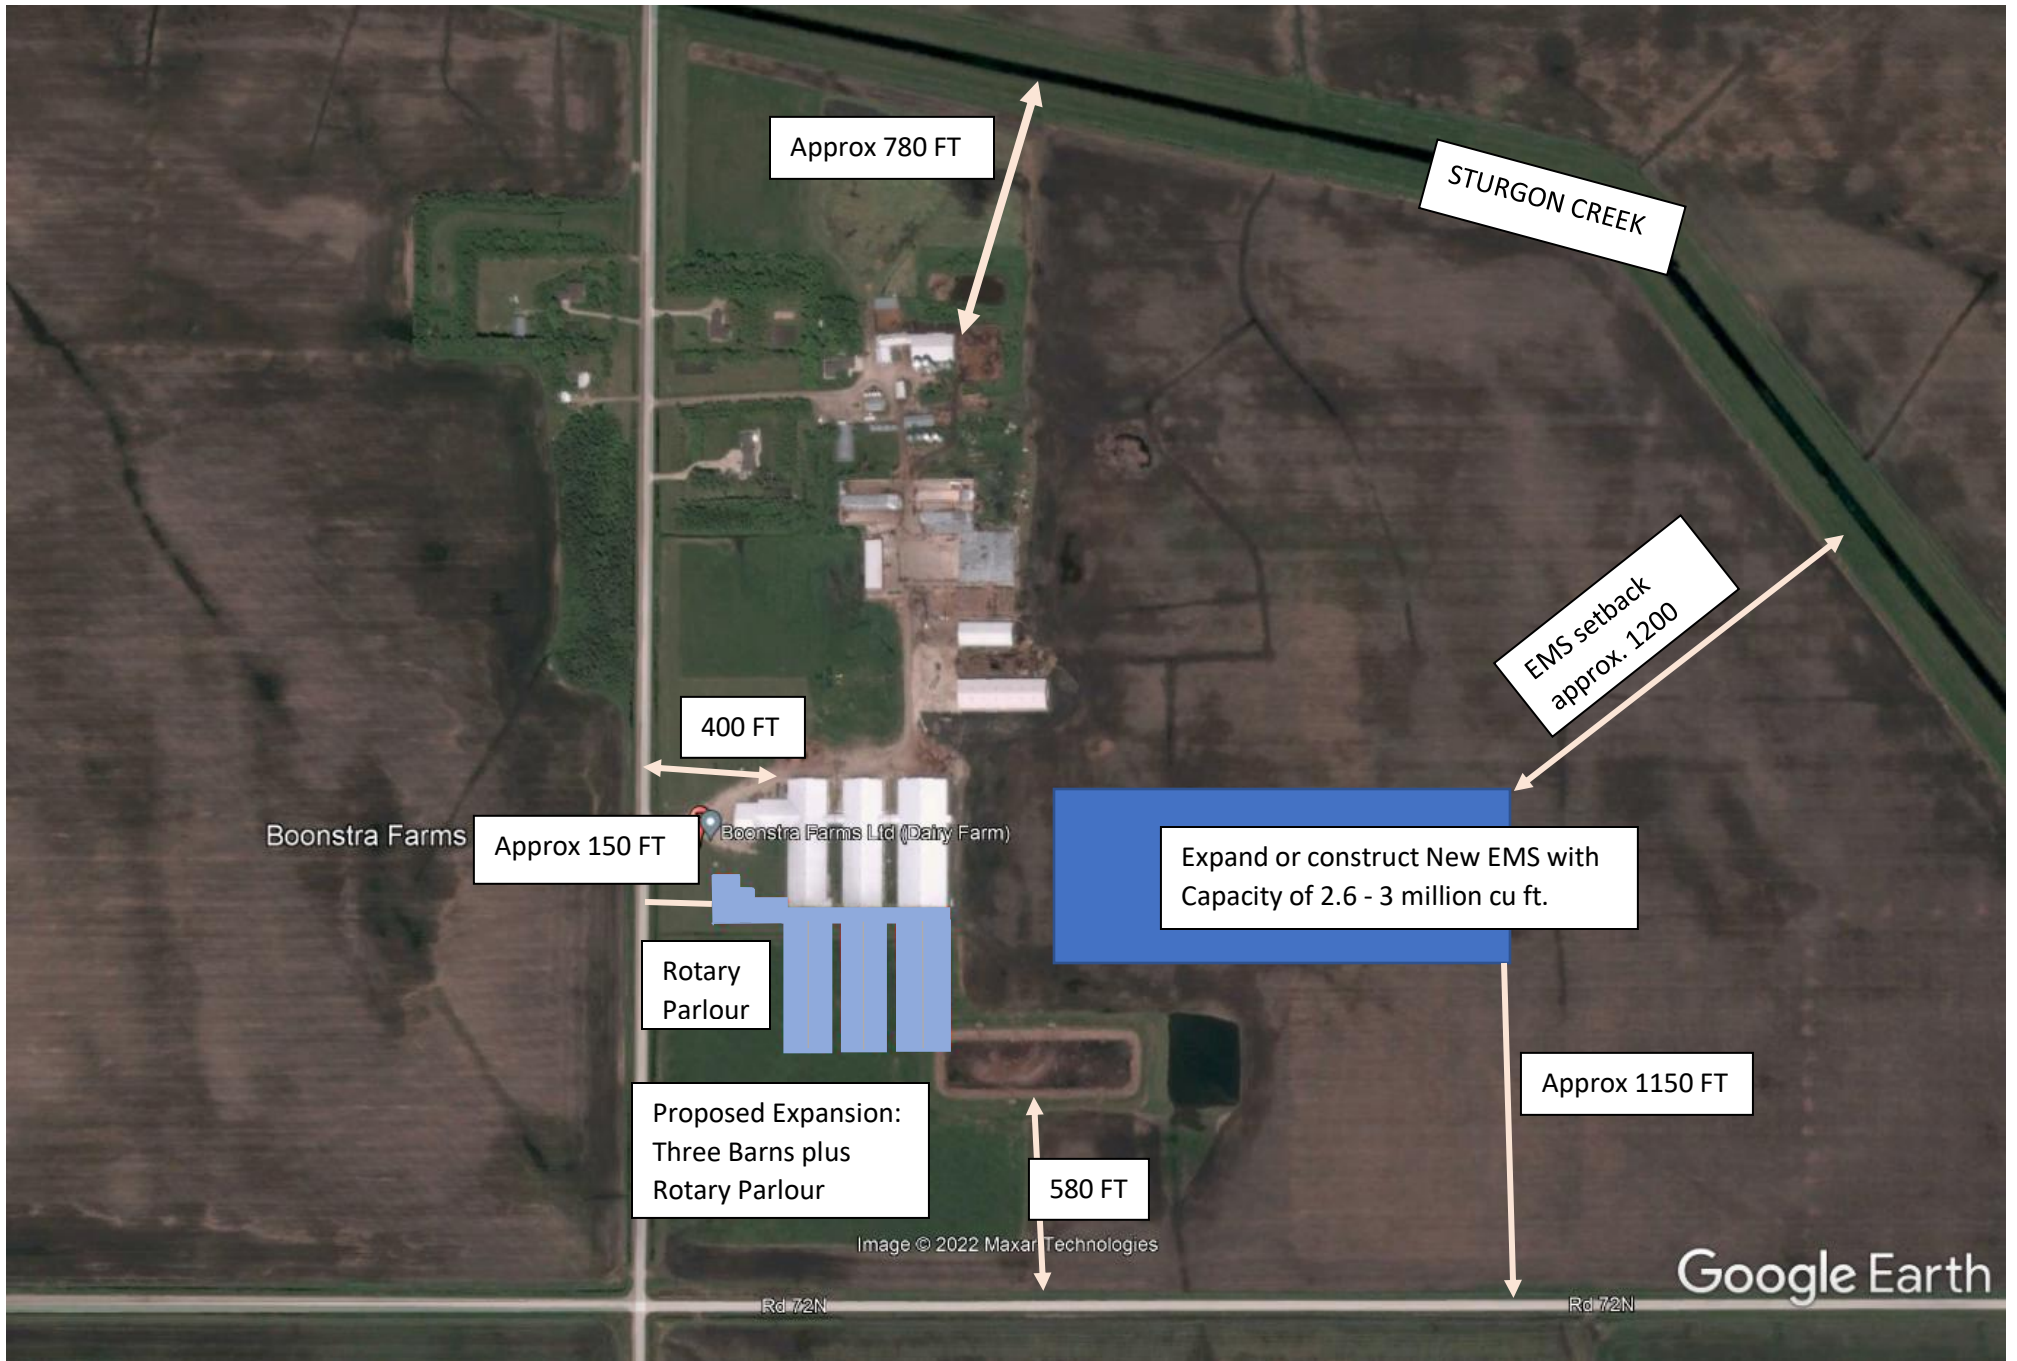 Approx 780 FT
STURGON CREEK
EMS setback
approx. 1200
400 FT
Boonstra Farms
Approx 150 FT
Boonstra Farms Ltd (Dairy Farm)
Expand or construct New EMS with
Capacity of 2.6 - 3 million cu ft.
Rotary
Parlour
Approx 1150 FT
Proposed Expansion:
Three Barns plus
Rotary Parlour
580 FT
Image © 2022 Maxar Technologies
Google Earth
Rd 72N
Rd 72N